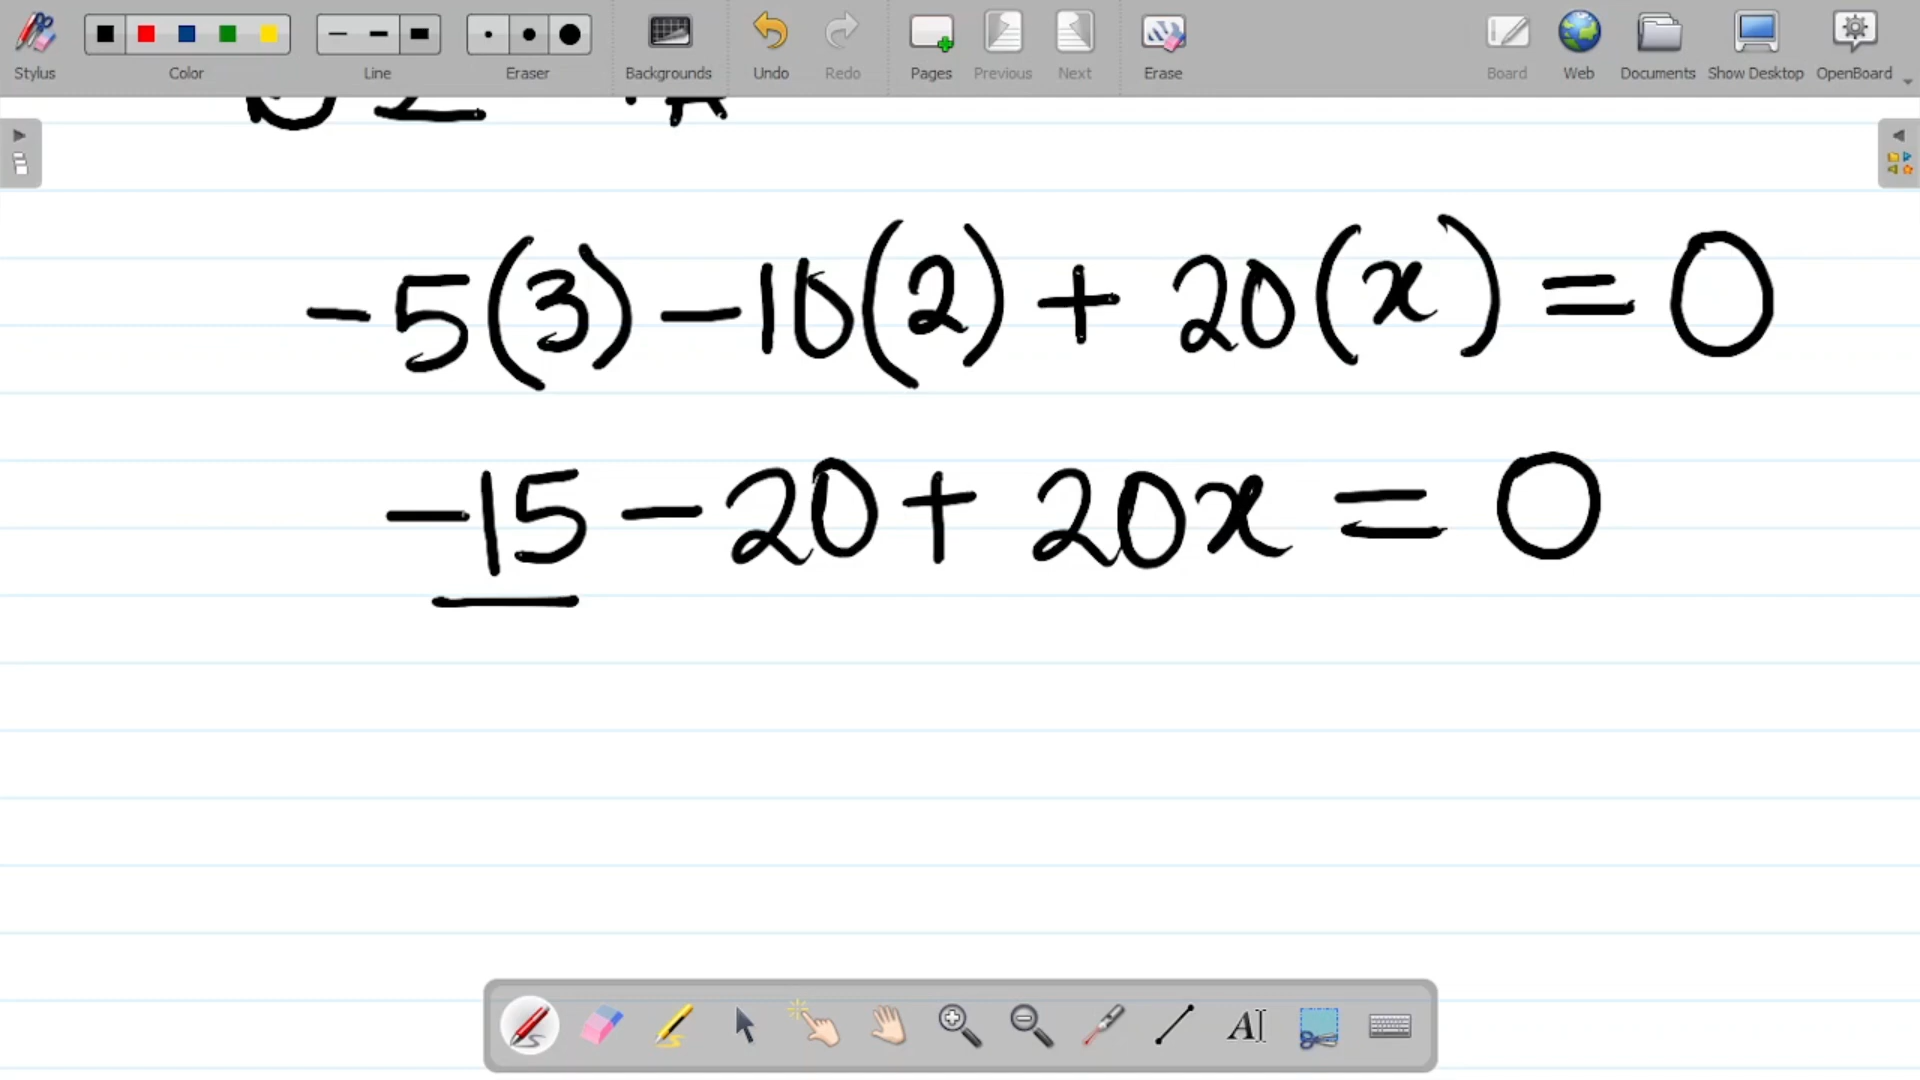 Stylus Color Line Eraser Backgrounds Undo Redo Pages Previous Next Erase Board Web Documents Show Desktop OpenBoard
-5(3)-10(2)+20(x)=0
-15-20+20x=0